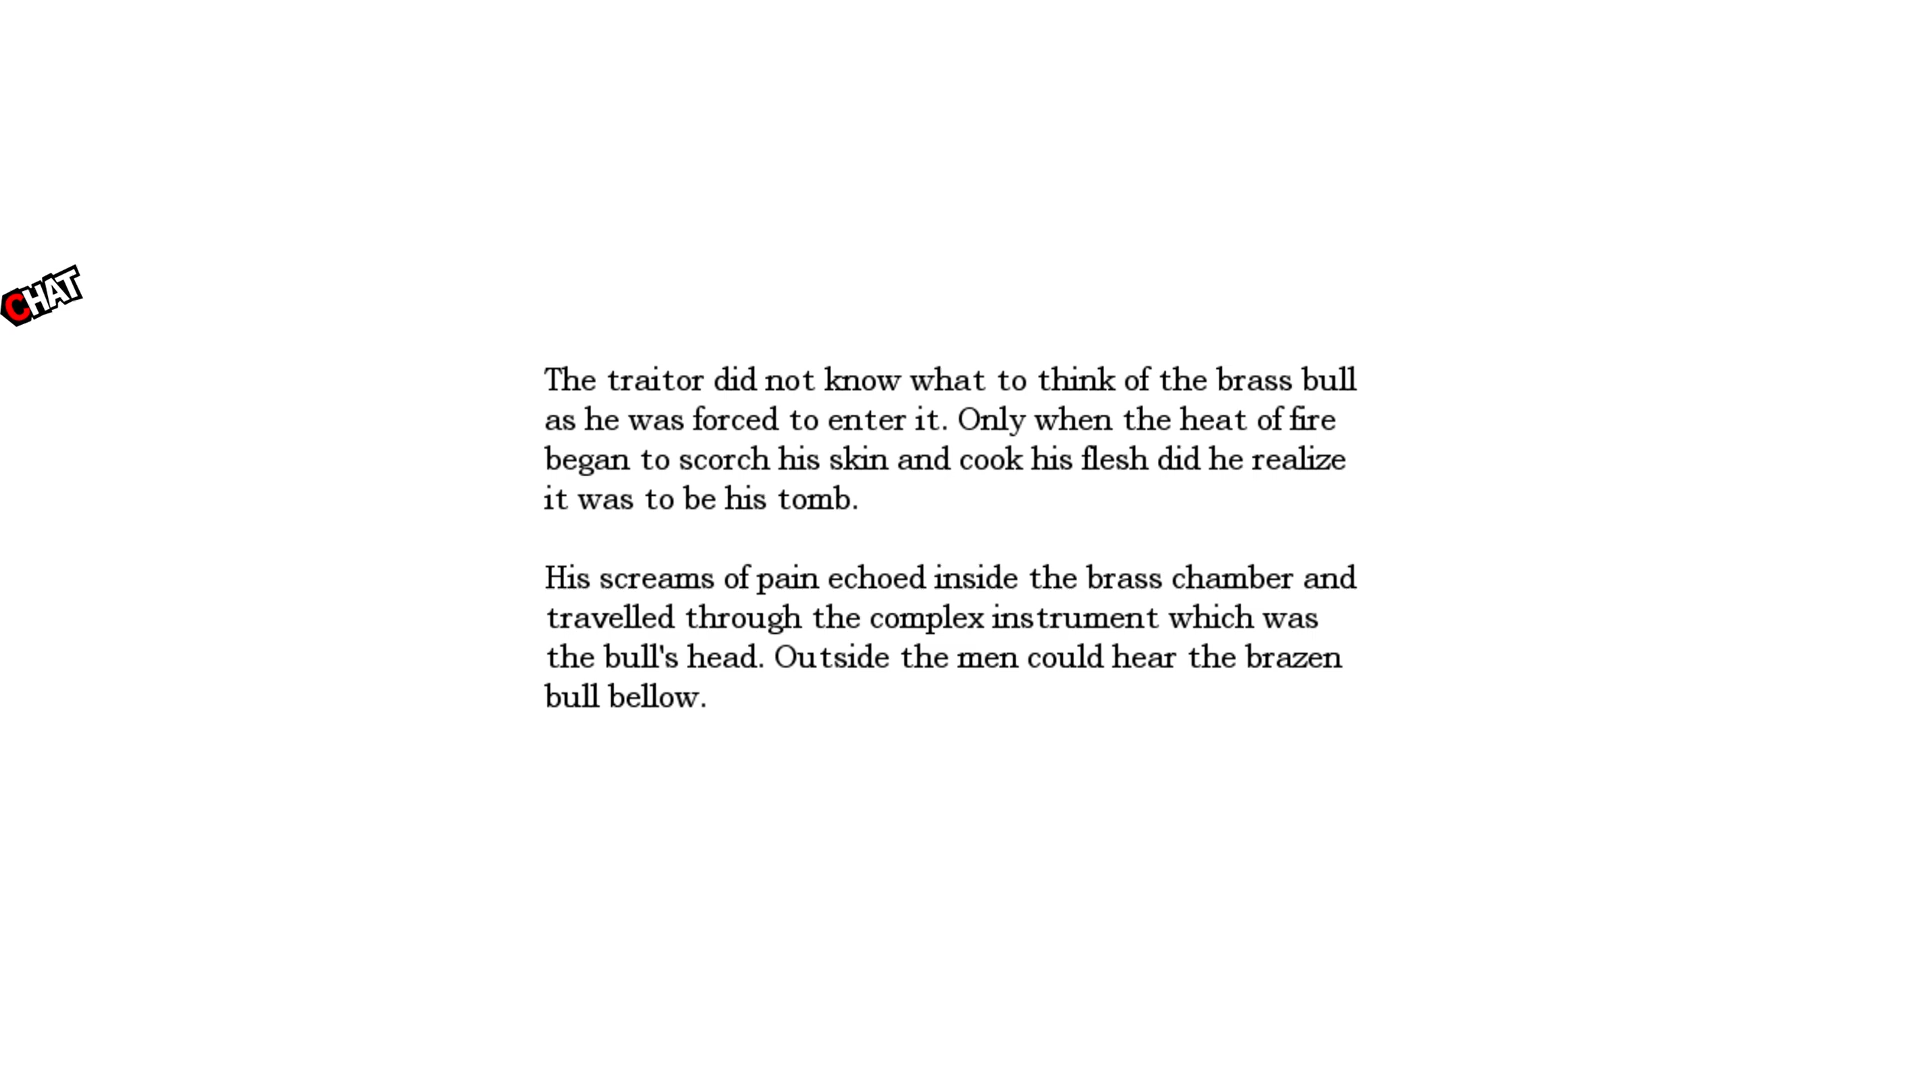 CHAT
The traitor did not know what to think of the brass bull
as he was forced to enter it. Only when the heat of fire
began to scorch his skin and cook his flesh did he realize
it was to be his tomb.
His screams of pain echoed inside the brass chamber and
travelled through the complex instrument which was
the bull's head. Outside the men could hear the brazen
bull bellow.